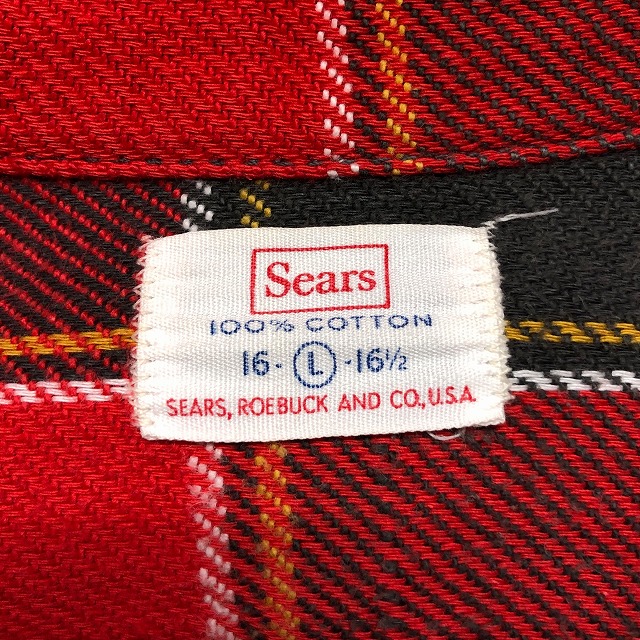 Sears
100% COTTON
16-Ⓛ-16½
SEARS, ROEBUCK AND CO., U.S.A.